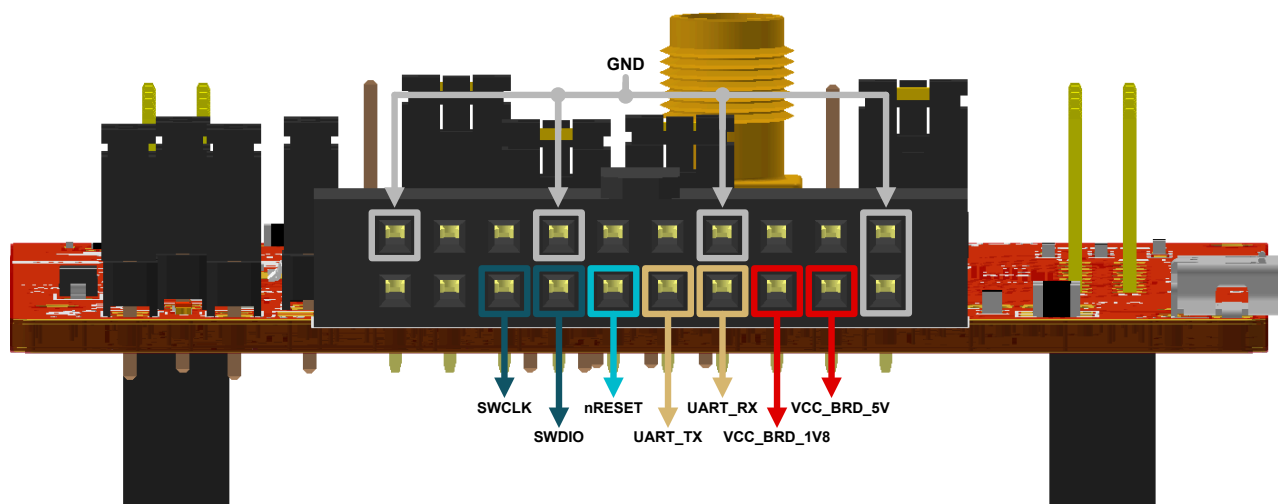 GND
SWCLK
nRESET
UART_RX
VCC_BRD_5V
SWDIO
UART_TX
VCC_BRD_1V8